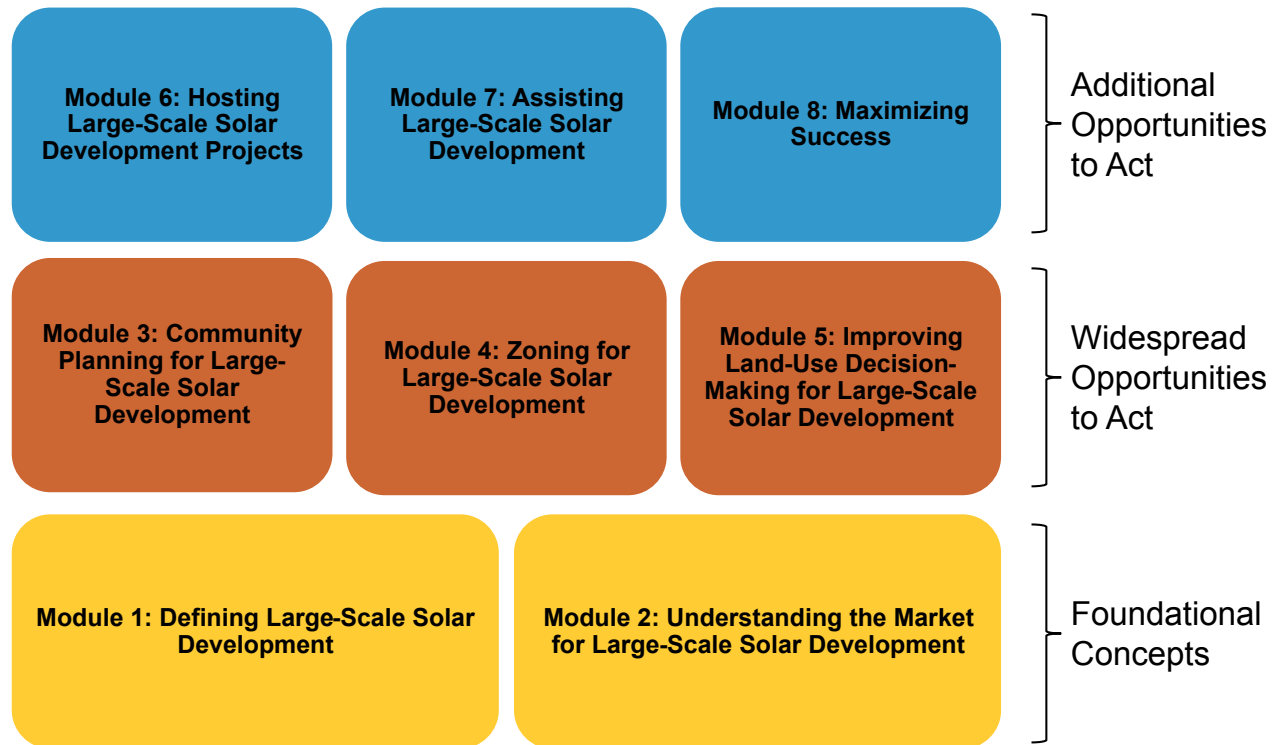 Module 6: Hosting
Large-Scale Solar
Development Projects
Module 7: Assisting
Large-Scale Solar
Development
Module 8: Maximizing
Success
Additional
Opportunities
to Act
Module 3: Community
Planning for Large-
Scale Solar
Development
Module 4: Zoning for
Large-Scale Solar
Development
Module 5: Improving
Land-Use Decision-
Making for Large-Scale
Solar Development
Widespread
Opportunities
to Act
Module 1: Defining Large-Scale Solar
Development
Module 2: Understanding the Market
for Large-Scale Solar Development
Foundational
Concepts